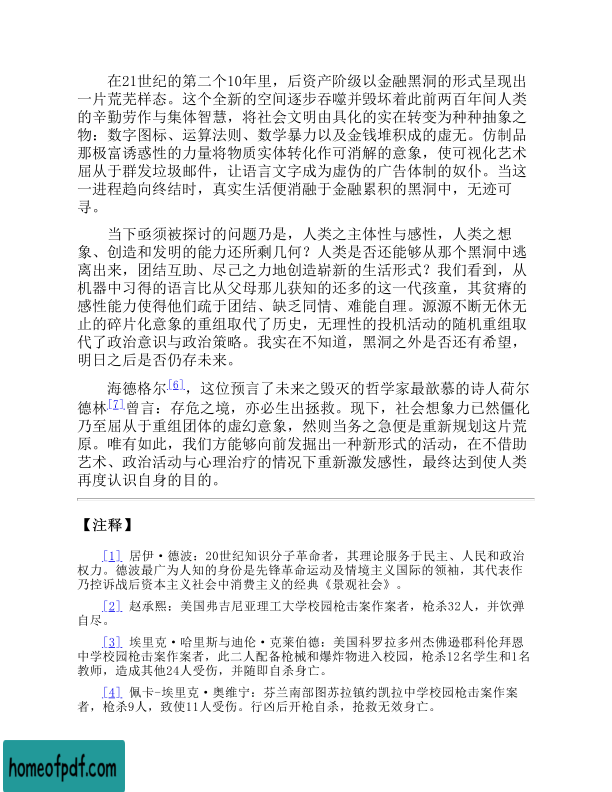 在21世纪的第二个10年里，后资产阶级以金融黑洞的形式呈现出
一片荒芜样态。这个全新的空间逐步吞噬并毁坏着此前两百年间人类
的辛勤劳作与集体智慧，将社会文明由具化的实在转变为种种抽象之
物：数字图标、运算法则、数学暴力以及金钱堆积成的虚无。仿制品
那极富诱惑性的力量将物质实体转化作可消解的意象，使可视化艺术
屈从于群发垃圾邮件，让语言文字成为虚伪的广告体制的奴仆。当这
一进程趋向终结时，真实生活便消融于金融累积的黑洞中，无迹可
寻。
当下亟须被探讨的问题乃是，人类之主体性与感性，人类之想
象、创造和发明的能力还所剩几何？人类是否还能够从那个黑洞中逃
离出来，团结互助、尽己之力地创造崭新的生活形式？我们看到，从
机器中习得的语言比从父母那儿获知的还多的这一代孩童，其贫瘠的
感性能力使得他们疏于团结、缺乏同情、难能自理。源源不断无休无
止的碎片化意象的重组取代了历史，无理性的投机活动的随机重组取
代了政治意识与政治策略。我实在不知道，黑洞之外是否还有希望，
明日之后是否仍存未来。
海德格尔[6]，这位预言了未来之毁灭的哲学家最歆慕的诗人荷尔
德林[7]曾言：存危之境，亦必生出拯救。现下，社会想象力已然僵化
乃至屈从于重组团体的虚幻意象，然则当务之急便是重新规划这片荒
原。唯有如此，我们方能够向前发掘出一种新形式的活动，在不借助
艺术、政治活动与心理治疗的情况下重新激发感性，最终达到使人类
再度认识自身的目的。
【注释】
[1] 居伊·德波：20世纪知识分子革命者，其理论服务于民主、人民和政治
权力。德波最广为人知的身份是先锋革命运动及情境主义国际的领袖，其代表作
乃控诉战后资本主义社会中消费主义的经典《景观社会》。
[2] 赵承熙：美国弗吉尼亚理工大学校园枪击案作案者，枪杀32人，并饮弹
自尽。
[3] 埃里克·哈里斯与迪伦·克莱伯德：美国科罗拉多州杰佛逊郡科伦拜恩
中学校园枪击案作案者，此二人配备枪械和爆炸物进入校园，枪杀12名学生和1名
教师，造成其他24人受伤，并随即自杀身亡。
[4] 佩卡-埃里克·奥维宁：芬兰南部图苏拉镇约凯拉中学校园枪击案作案
者，枪杀9人，致使11人受伤。行凶后开枪自杀，抢救无效身亡。
homeofpdf.com